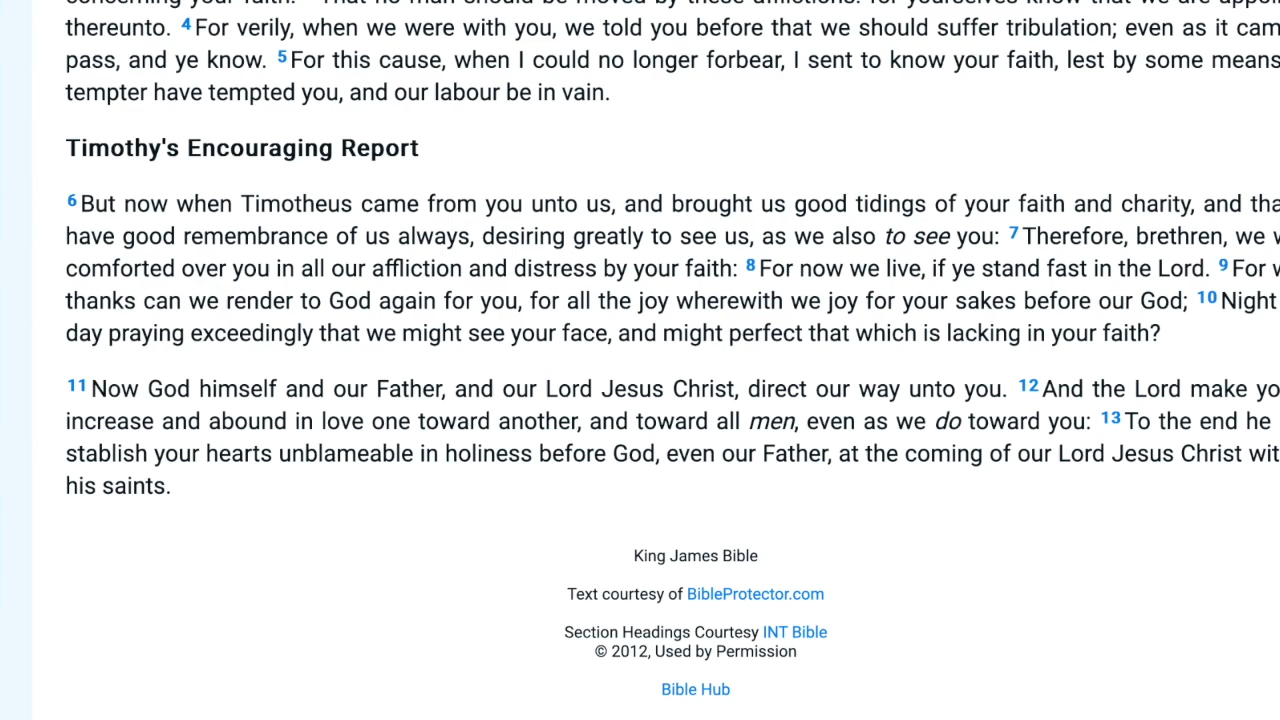 thereunto. 4 For verily, when we were with you, we told you before that we should suffer tribulation; even as it
pass, and ye know. 5 For this cause, when I could no longer forbear, I sent to know your faith, lest by some means
tempter have tempted you, and our labour be in vain.
Timothy's Encouraging Report
6 But now when Timotheus came from you unto us, and brought us good tidings of your faith and charity, and
have good remembrance of us always, desiring greatly to see us, as we also to see you: 7 Therefore, brethren, we
comforted over you in all our affliction and distress by your faith: 8 For now we live, if ye stand fast in the Lord. 9 For
thanks can we render to God again for you, for all the joy wherewith we joy for your sakes before our God; 10 Night
day praying exceedingly that we might see your face, and might perfect that which is lacking in your faith?
11 Now God himself and our Father, and our Lord Jesus Christ, direct our way unto you. 12 And the Lord make
increase and abound in love one toward another, and toward all men, even as we do toward you: 13 To the end he
stablish your hearts unblameable in holiness before God, even our Father, at the coming of our Lord Jesus Christ
his saints.
King James Bible
Text courtesy of BibleProtector.com
Section Headings Courtesy INT Bible
© 2012, Used by Permission
Bible Hub